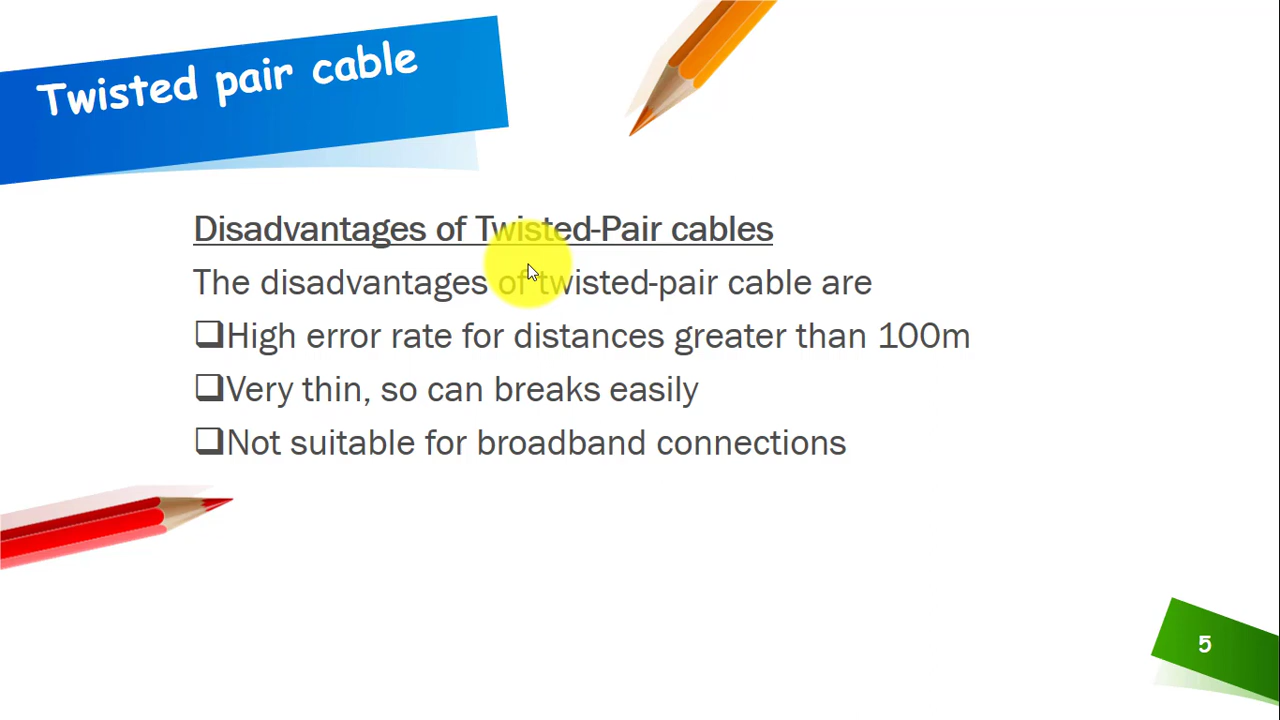 Twisted pair cable
Disadvantages of Twisted-Pair cables
The disadvantages of twisted-pair cable are
❑High error rate for distances greater than 100m
❑Very thin, so can breaks easily
❑Not suitable for broadband connections
5